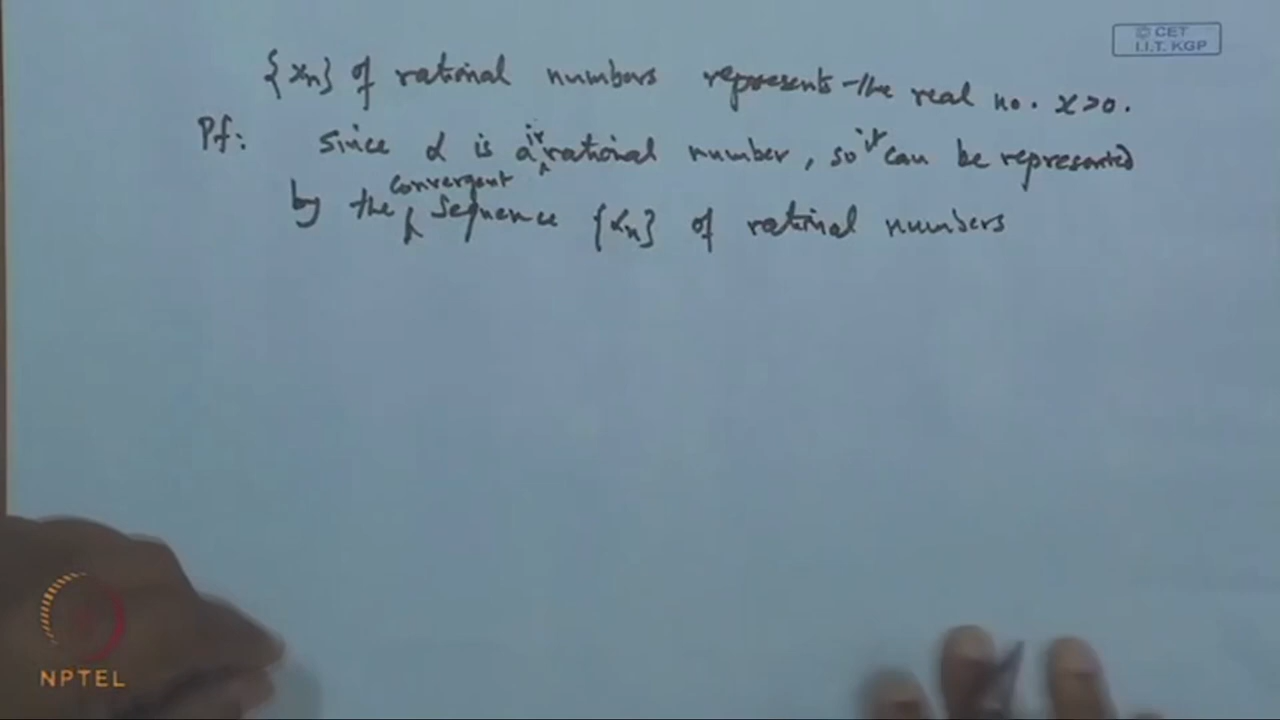 © CET
I.I.T. KGP
{xn} of rational numbers represents the real no. x>0.
Pf: Since α is a irrational number, so it can be represented
by the convergent sequence {αn} of rational numbers
NPTEL